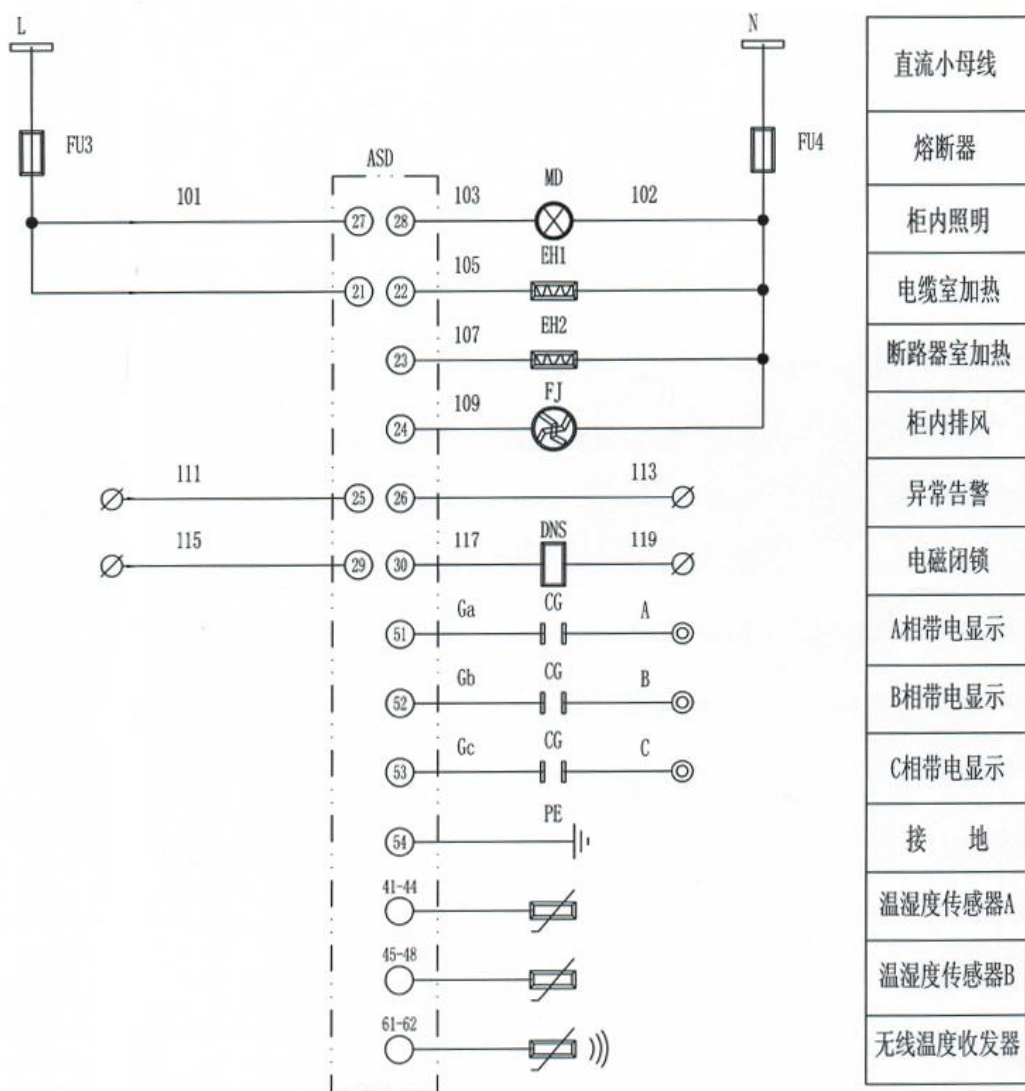 L
N
直流小母线
FU3
FU4
熔断器
ASD
101
27
28
103
MD
102
柜内照明
21
22
105
EH1
电缆室加热
23
107
EH2
断路器室加热
24
109
FJ
柜内排风
111
25
26
113
异常告警
115
29
30
117
DNS
119
电磁闭锁
51
Ga
CG
A
A相带电显示
52
Gb
CG
B
B相带电显示
53
Gc
CG
C
C相带电显示
54
PE
接 地
41-44
温湿度传感器A
45-48
温湿度传感器B
61-62
无线温度收发器